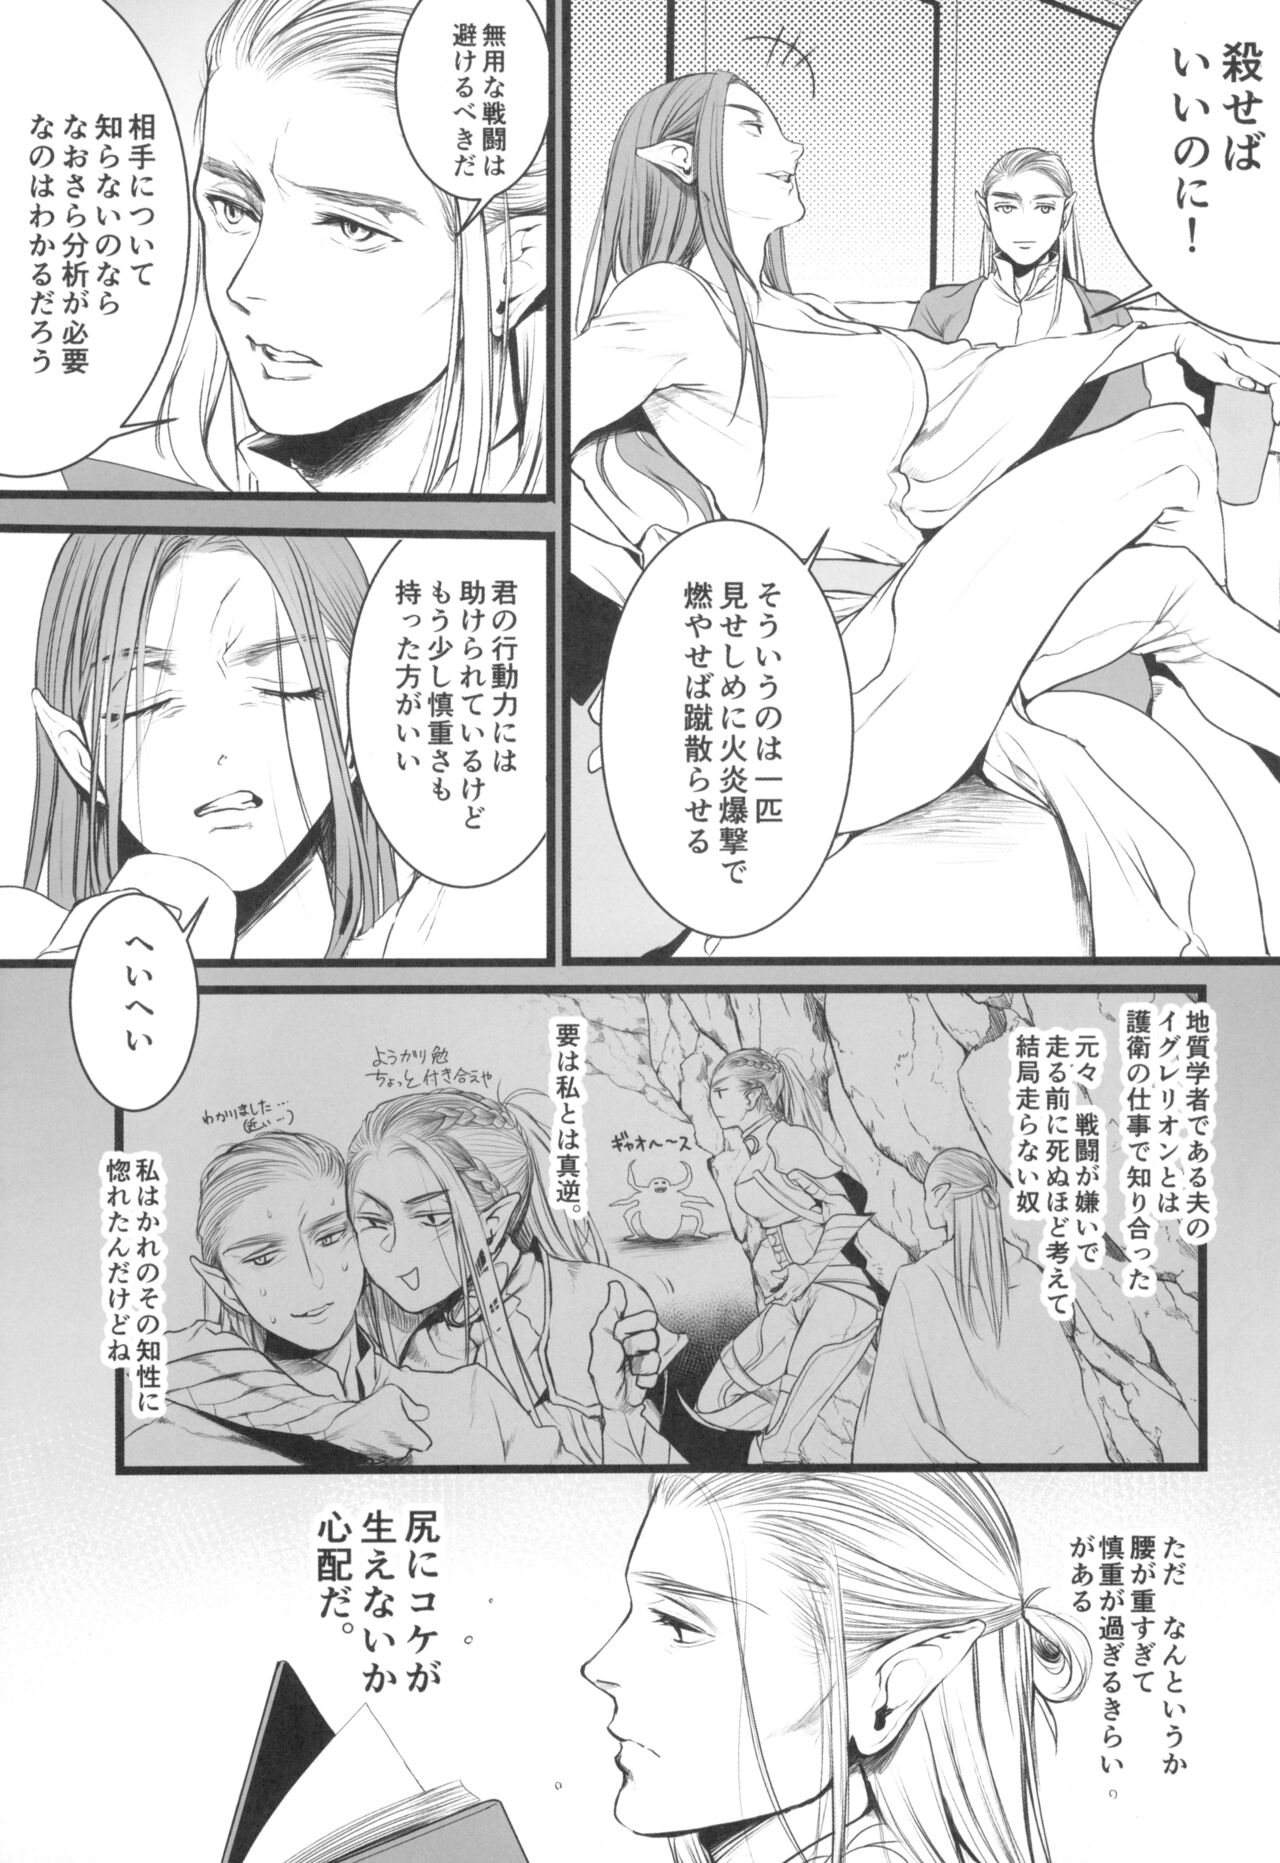 殺せば
いいのに！
そういうのは一匹
見せしめに火炎爆撃で
燃やせば蹴散らせる
無用な戦闘は
避けるべきだ
相手について
知らないのなら
なおさら分析が必要
なのはわかるだろう
君の行動力には
助けられているけど
もう少し慎重さも
持った方がいい
へいへい
地質学者である夫の
イグレリオンとは
護衛の仕事で知り合った
元々、戦闘が嫌いで
走る前に死ぬほど考えて
結局走らない奴
ギャオ〜〜ス
要は私とは真逆。
ようがり勉
ちょっと付き合えや
わかりました…
(近い…)
私はかれのその知性に
惚れたんだけどね
ただ なんというか
腰が重すぎて
慎重が過ぎるきらい
がある
尻にコケが
生えないか
心配だ。